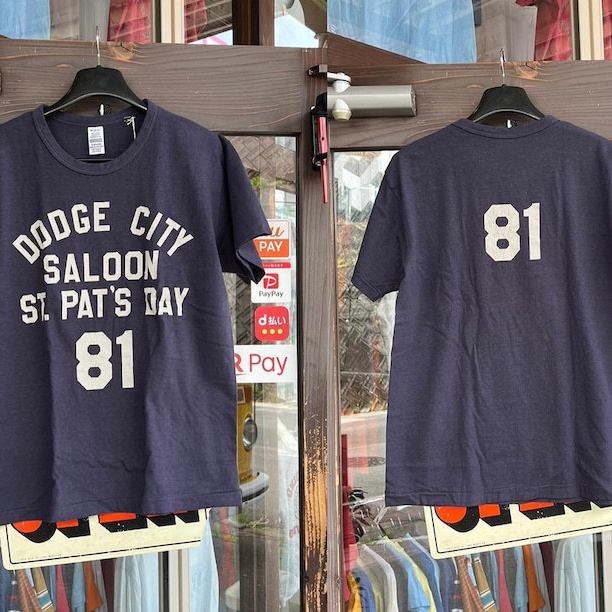 DODGE CITY
SALOON
ST. PAT'S DAY
81
PAY
PayPay
d払い
R Pay
81